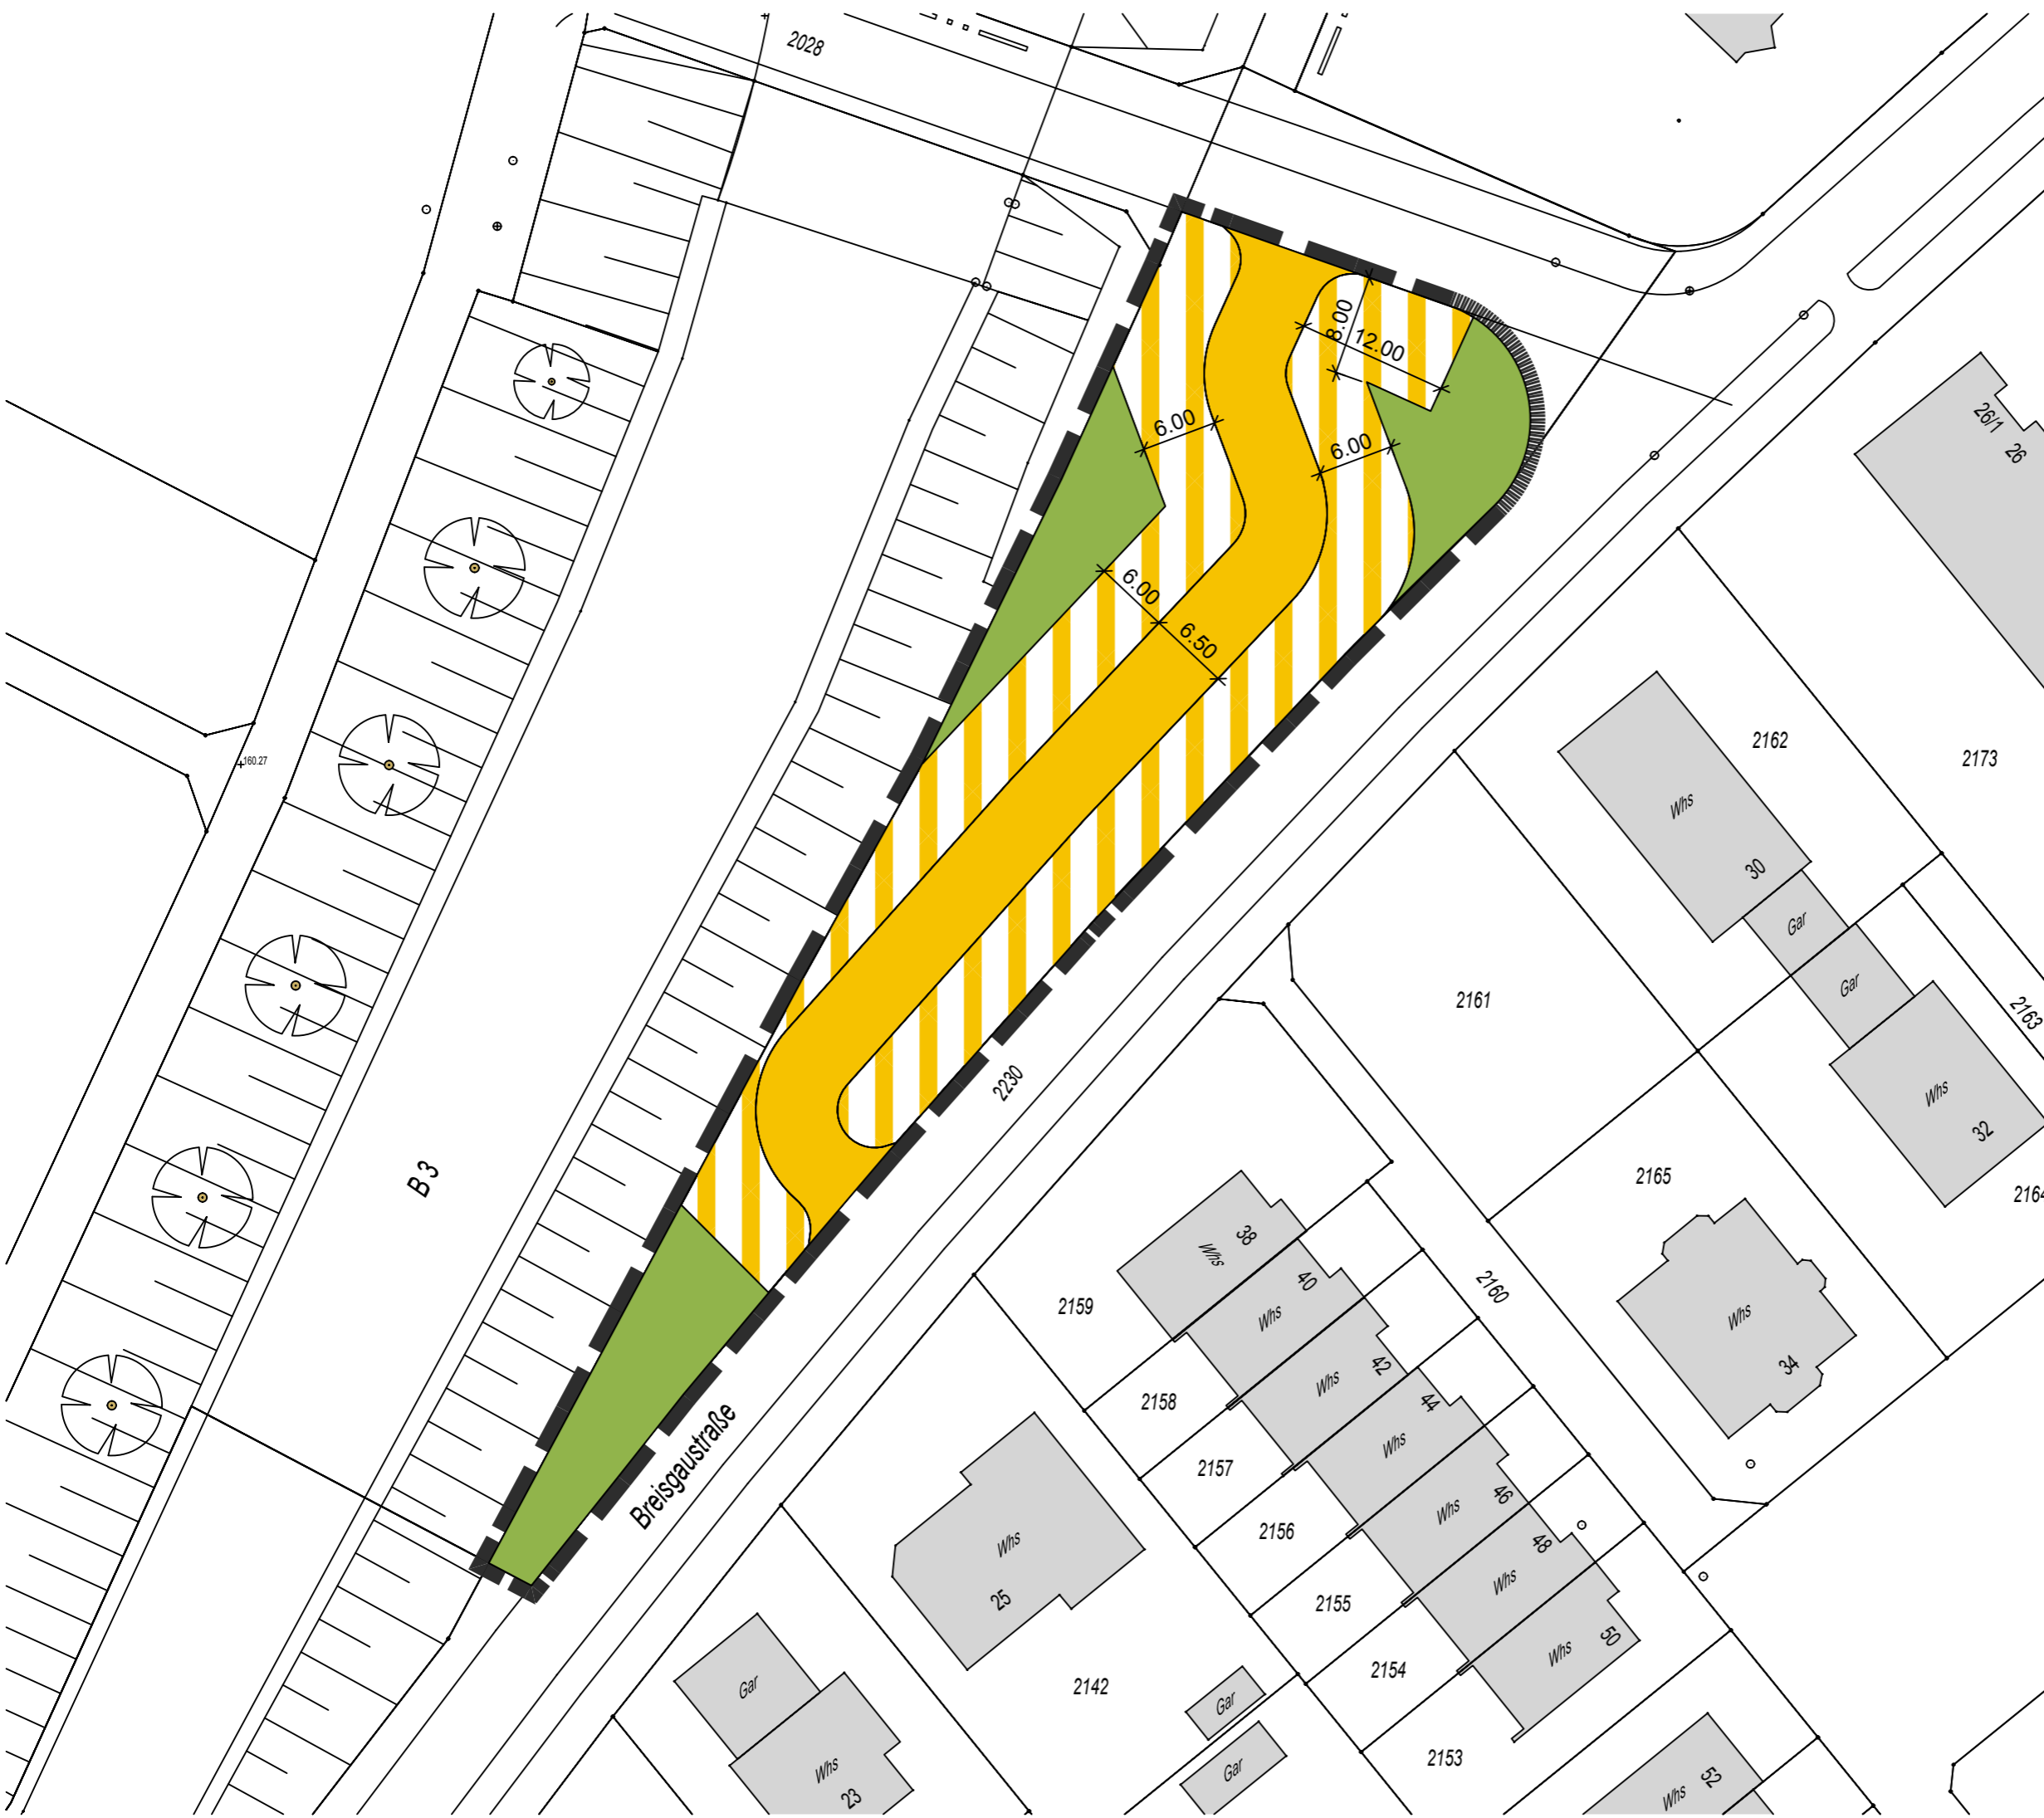 2028
8.00
12.00
6.00
6.00
6.00
6.50
26/1
26
160.27
2162
2173
Whs
30
Gar
Gar
2161
2163
Whs
32
2230
B 3
2165
2164
38
Whs
40
Whs
2159
2160
Whs
34
42
Whs
2158
44
Whs
2157
Breisgaustraße
46
Whs
2156
48
Whs
Whs
25
2155
50
Whs
2154
2142
Gar
Gar
Gar
2153
Whs
23
52
Whs